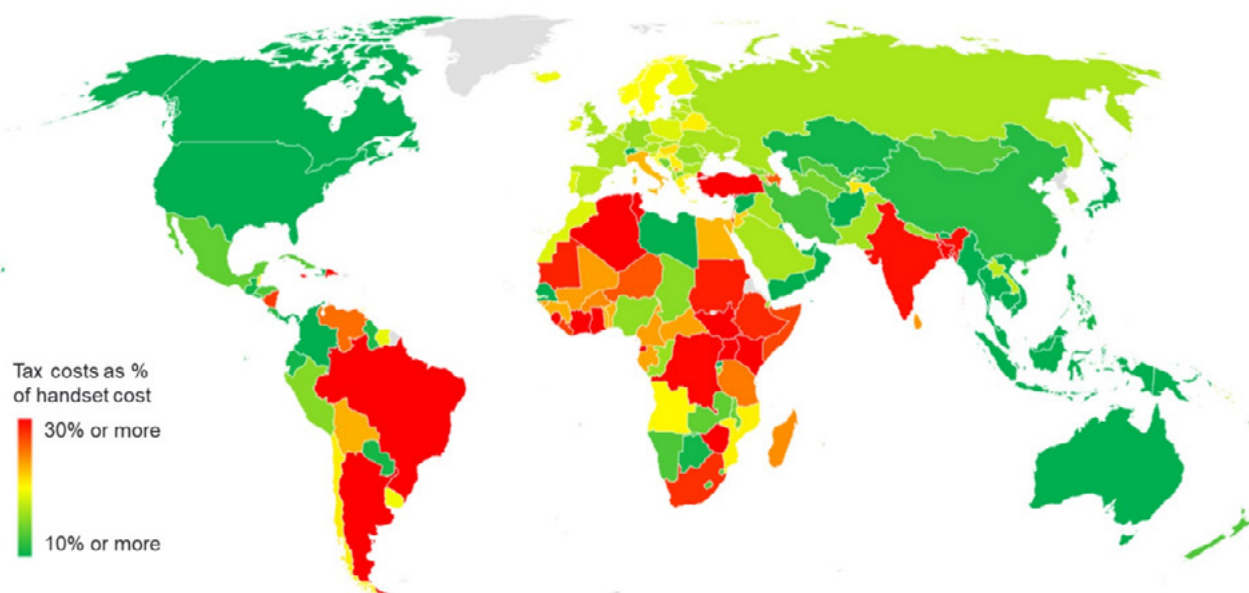 Tax costs as %
of handset cost
30% or more
10% or more